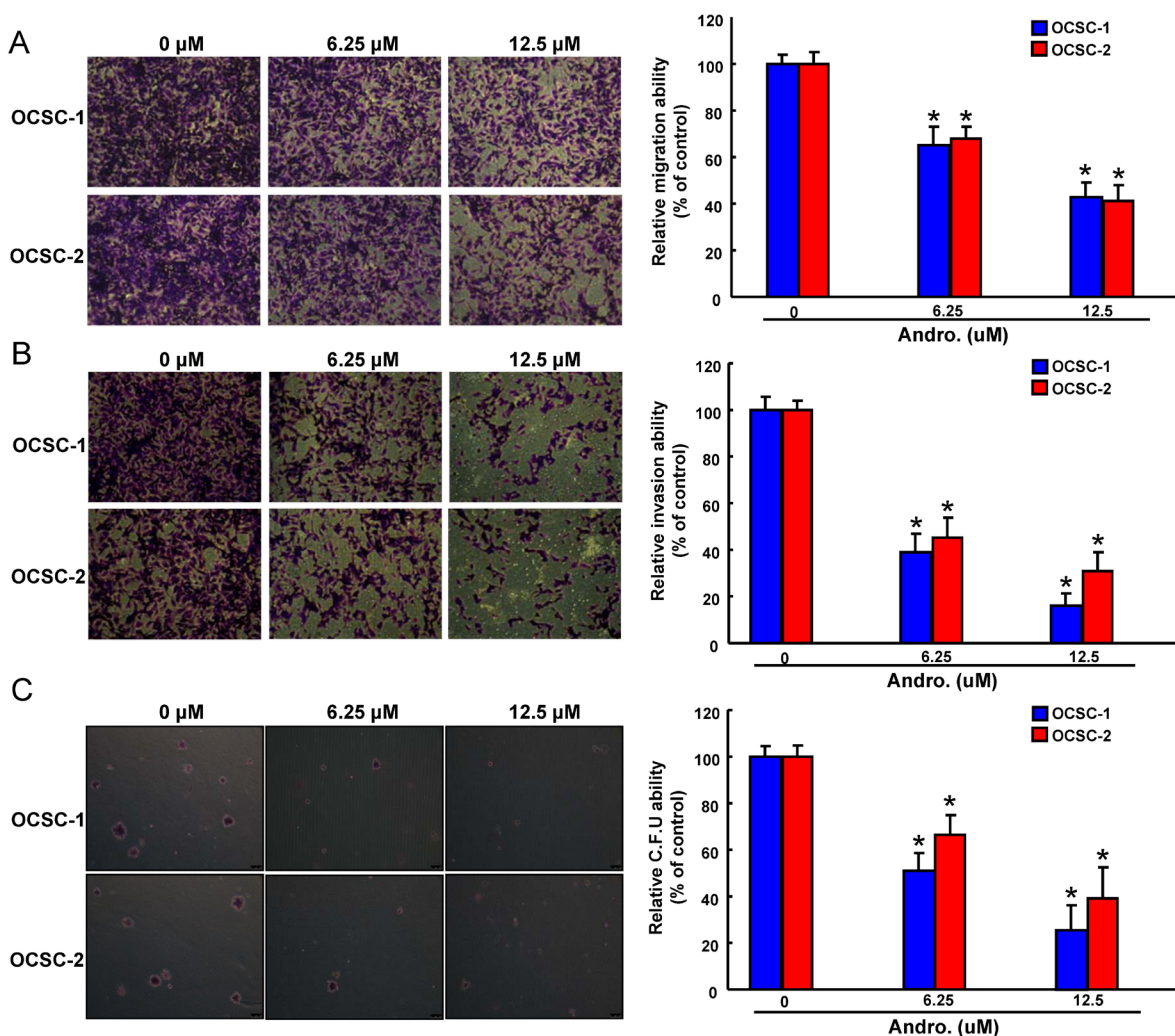 A
0 µM
6.25 µM
12.5 µM
OCSC-1
OCSC-2
120
100
80
60
40
20
0
Relative migration ability
(% of control)
OCSC-1
OCSC-2
* *
* *
0
6.25
12.5
Andro. (uM)
B
0 µM
6.25 µM
12.5 µM
OCSC-1
OCSC-2
120
100
80
60
40
20
0
Relative invasion ability
(% of control)
OCSC-1
OCSC-2
* *
* *
0
6.25
12.5
Andro. (uM)
C
0 µM
6.25 µM
12.5 µM
OCSC-1
OCSC-2
120
100
80
60
40
20
0
Relative C.F.U ability
(% of control)
OCSC-1
OCSC-2
* *
* *
0
6.25
12.5
Andro. (uM)